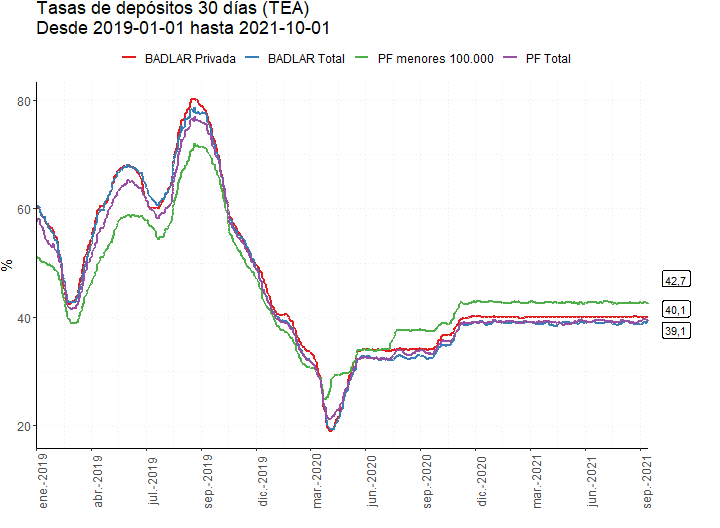 Tasas de depósitos 30 días (TEA)
Desde 2019-01-01 hasta 2021-10-01
BADLAR Privada BADLAR Total PF menores 100.000 PF Total
%
80
60
40
20
42,7
40,1
39,1
ene.-2019
abr.-2019
jul.-2019
sep.-2019
dic.-2019
mar.-2020
jun.-2020
sep.-2020
dic.-2020
mar.-2021
jun.-2021
sep.-2021